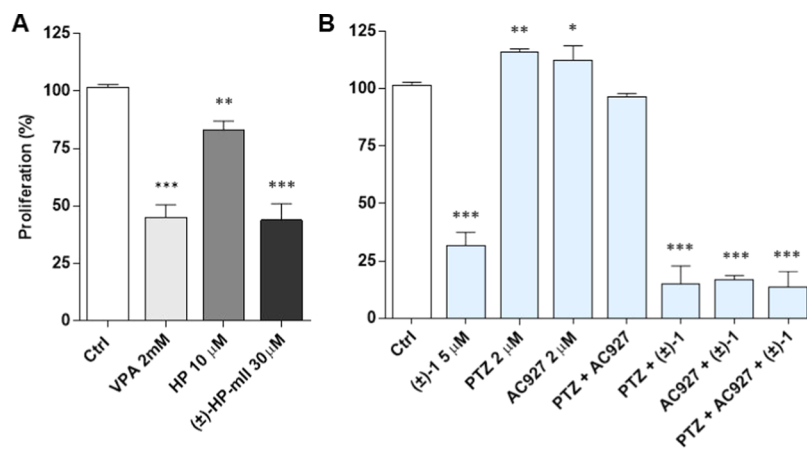 A
B
Proliferation (%)
125
100
75
50
25
0
**
***
***
Ctrl
VPA 2mM
HP 10 µM
(±)-HP-mII 30µM
125
100
75
50
25
0
**
*
***
***
***
***
Ctrl
(±)-1 5 µM
PTZ 2 µM
AC927 2 µM
PTZ + AC927
PTZ + (±)-1
AC927 + (±)-1
PTZ + AC927 + (±)-1